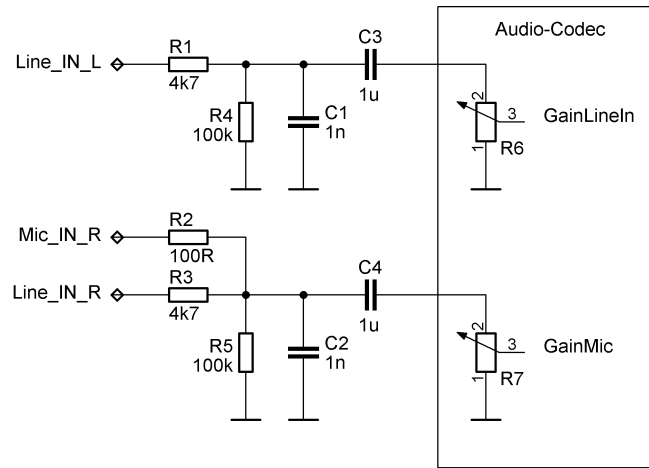 Audio-Codec
Line_IN_L
R1
4k7
C3
1u
R4
100k
C1
1n
2
3
1
R6
GainLineIn
Mic_IN_R
R2
100R
Line_IN_R
R3
4k7
C4
1u
R5
100k
C2
1n
2
3
1
R7
GainMic